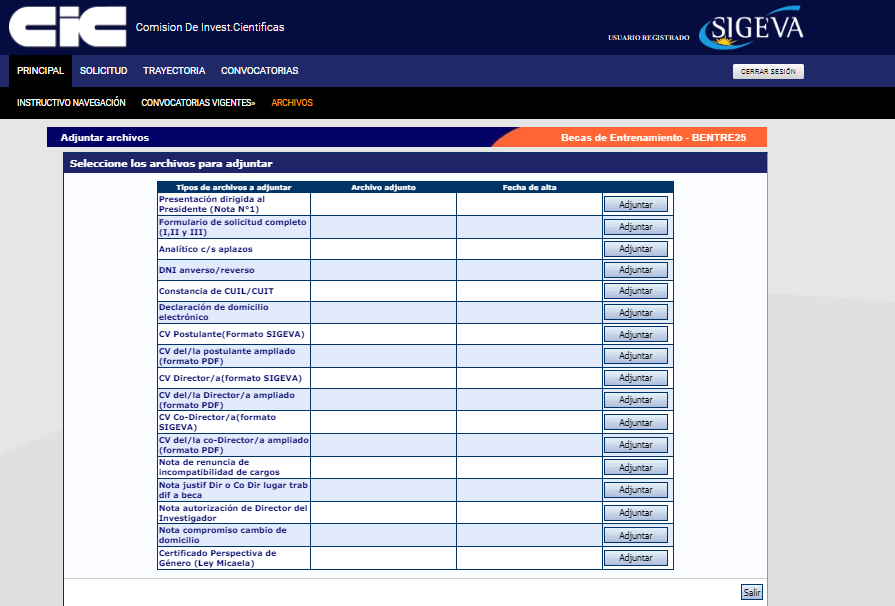 CIC
Comision De Invest.Cientificas
USUARIO REGISTRADO
SIGEVA
PRINCIPAL SOLICITUD TRAYECTORIA CONVOCATORIAS
CERRAR SESIÓN
INSTRUCTIVO NAVEGACIÓN CONVOCATORIAS VIGENTES» ARCHIVOS
Adjuntar archivos
Becas de Entrenamiento - BENTRE25
Seleccione los archivos para adjuntar
Tipos de archivos a adjuntar Archivo adjunto Fecha de alta
Presentación dirigida al
Presidente (Nota N°1)
Adjuntar
Formulario de solicitud completo
(I,II y III)
Adjuntar
Analítico c/s aplazos
Adjuntar
DNI anverso/reverso
Adjuntar
Constancia de CUIL/CUIT
Adjuntar
Declaración de domicilio
electrónico
Adjuntar
CV Postulante(Formato SIGEVA)
Adjuntar
CV del/la postulante ampliado
(formato PDF)
Adjuntar
CV Director/a(formato SIGEVA)
Adjuntar
CV del/la Director/a ampliado
(formato PDF)
Adjuntar
CV Co-Director/a(formato
SIGEVA)
Adjuntar
CV del/la co-Director/a ampliado
(formato PDF)
Adjuntar
Nota de renuncia de
incompatibilidad de cargos
Adjuntar
Nota justif Dir o Co Dir lugar trab
dif a beca
Adjuntar
Nota autorización de Director del
Investigador
Adjuntar
Nota compromiso cambio de
domicilio
Adjuntar
Certificado Perspectiva de
Género (Ley Micaela)
Adjuntar
Salir